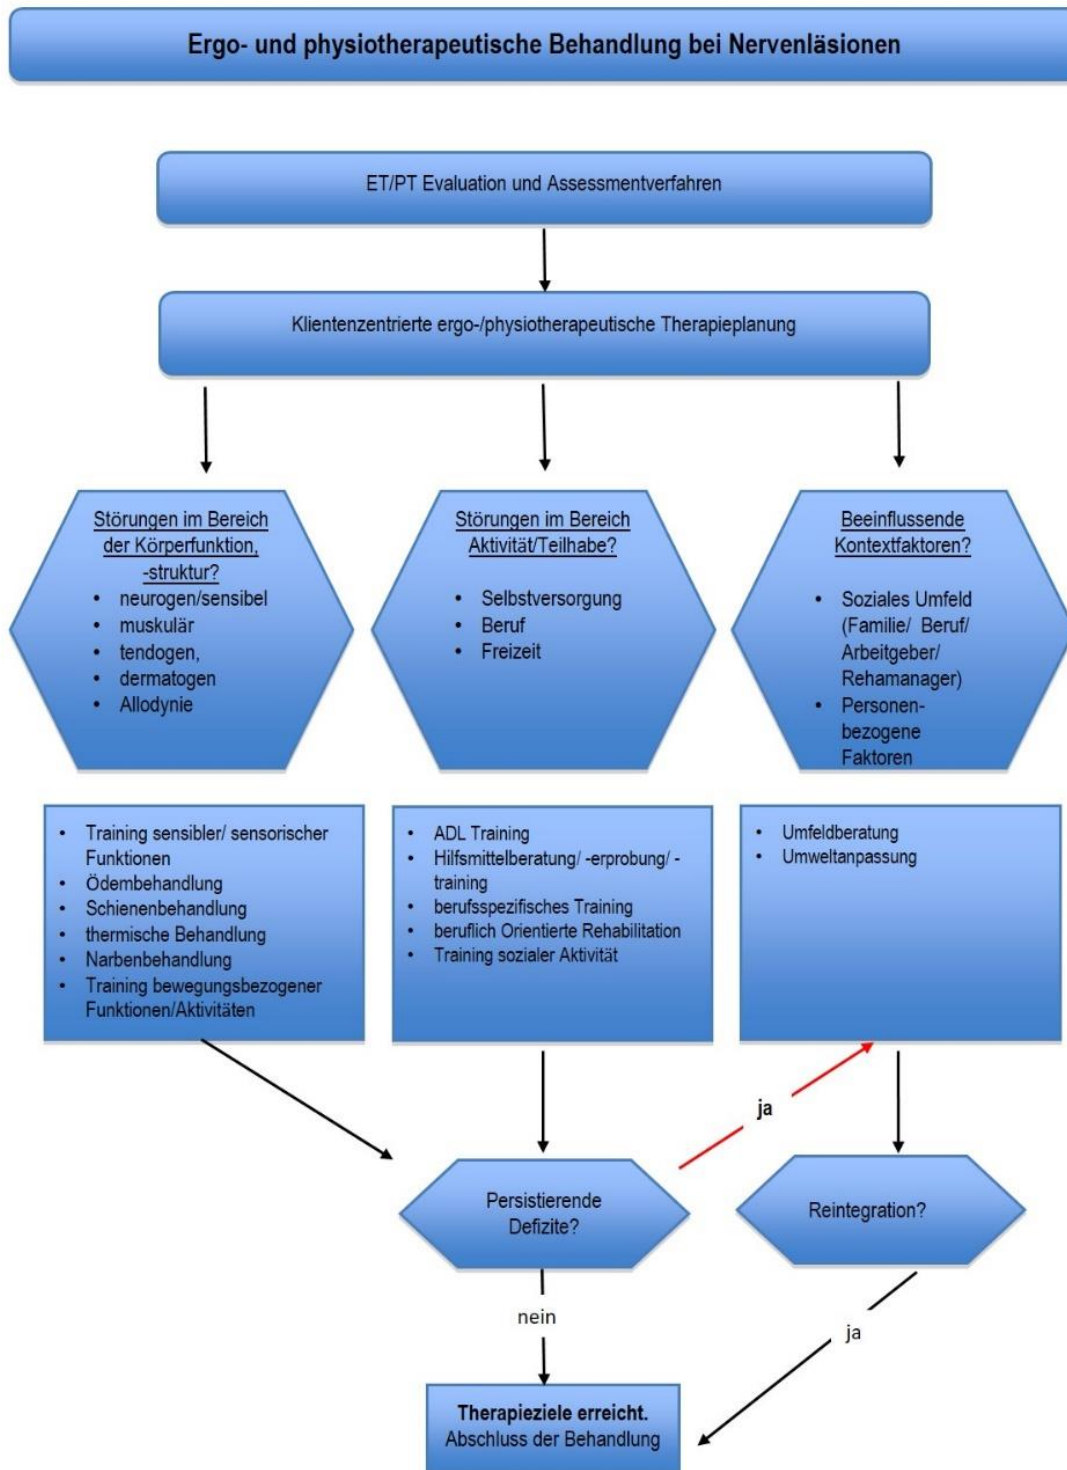 Ergo- und physiotherapeutische Behandlung bei Nervenläsionen
ET/PT Evaluation und Assessmentverfahren
Klientenzentrierte ergo-/physiotherapeutische Therapieplanung
Störungen im Bereich
der Körperfunktion,
-struktur?
• neurogen/sensibel
• muskulär
• tendogen,
• dermatogen
• Allodynie
Störungen im Bereich
Aktivität/Teilhabe?
• Selbstversorgung
• Beruf
• Freizeit
Beeinflussende
Kontextfaktoren?
• Soziales Umfeld
(Familie/ Beruf/
Arbeitgeber/
Rehamanager)
• Personen-
bezogene
Faktoren
• Training sensibler/ sensorischer
Funktionen
• Ödembehandlung
• Schienenbehandlung
• thermische Behandlung
• Narbenbehandlung
• Training bewegungsbezogener
Funktionen/Aktivitäten
• ADL Training
• Hilfsmittelberatung/ -erprobung/ -
training
• berufsspezifisches Training
• beruflich Orientierte Rehabilitation
• Training sozialer Aktivität
• Umfeldberatung
• Umweltanpassung
ja
Persistierende
Defizite?
Reintegration?
nein
ja
Therapieziele erreicht.
Abschluss der Behandlung